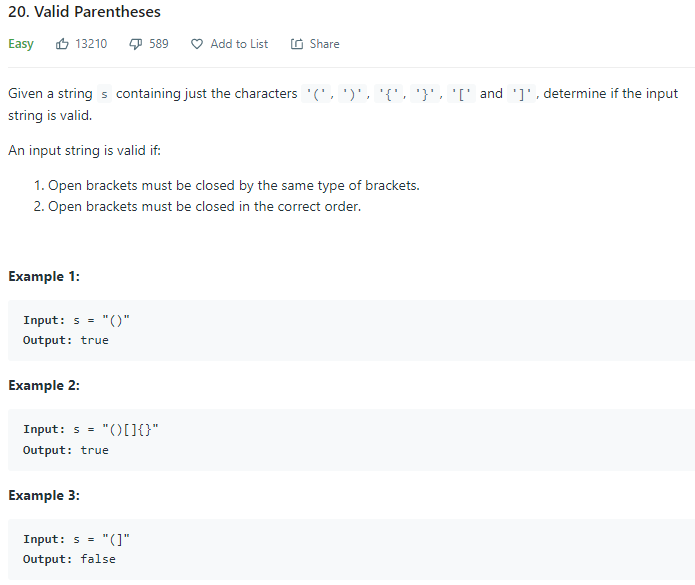 20. Valid Parentheses
Easy 13210 589 Add to List Share
Given a string s containing just the characters '(', ')', '{', '}', '[' and ']', determine if the input
string is valid.
An input string is valid if:
1. Open brackets must be closed by the same type of brackets.
2. Open brackets must be closed in the correct order.
Example 1:
Input: s = "()"
Output: true
Example 2:
Input: s = "()[]{}"
Output: true
Example 3:
Input: s = "(]"
Output: false